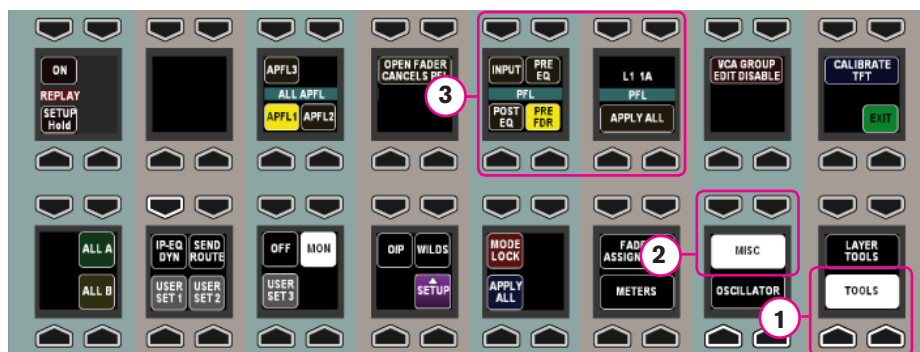 ON
REPLAY
SETUP
Hold
APFL3
ALL APFL
APFL1 APFL2
OPEN FADER
CANCELS PFL
3
INPUT PRE
EQ
PFL
POST
EQ PRE
FDR
L1 1A
PFL
APPLY ALL
VCA GROUP
EDIT DISABLE
CALIBRATE
TFT
EXIT
ALL A
ALL B
IP-EQ
DYN SEND
ROUTE
USER
SET 1 USER
SET 2
OFF MON
USER
SET 3
O/P WILDS
SETUP
MODE
LOCK
APPLY
ALL
METERS
2
MISC
OSCILLATOR
LAYER
TOOLS
TOOLS
1